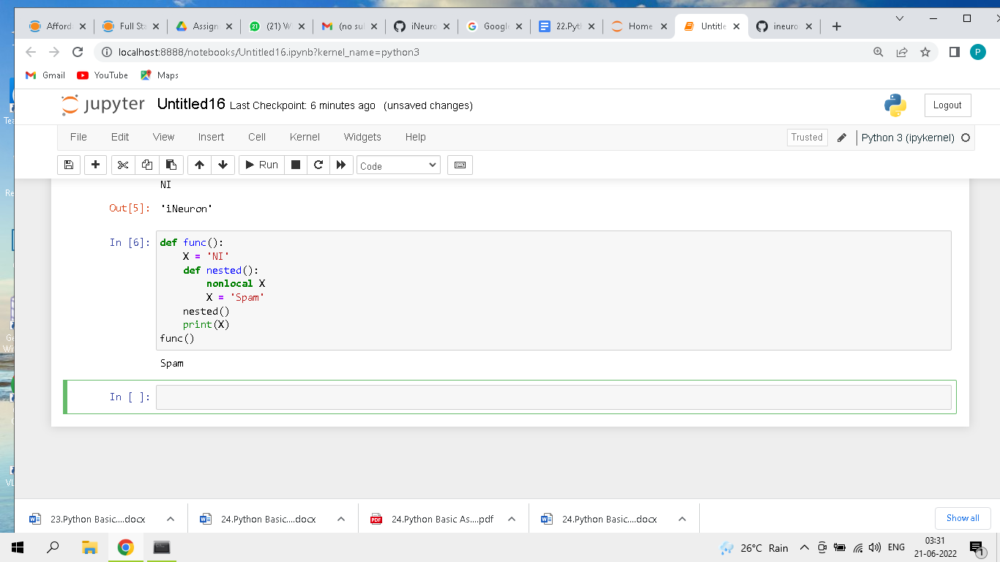 Afford
Full Sta
Assign
(21) W
(no sul
iNeuro
Google
22.Pyt
Home
Untitle
ineuro
localhost:8888/notebooks/Untitled16.ipynb?kernel_name=python3
P
Gmail
YouTube
Maps
jupyter Untitled16 Last Checkpoint: 6 minutes ago (unsaved changes)
Logout
File Edit View Insert Cell Kernel Widgets Help
Trusted
Python 3 (ipykernel)
Run
Code
NI
Out[5]: 'iNeuron'
In [6]: def func():
    X = 'NI'
    def nested():
        nonlocal X
        X = 'Spam'
    nested()
    print(X)
func()
Spam
In [ ]:
23.Python Basic....docx
24.Python Basic....docx
PDF
24.Python Basic As....pdf
24.Python Basic....docx
Show all
26°C Rain
ENG
03:31
21-06-2022
1